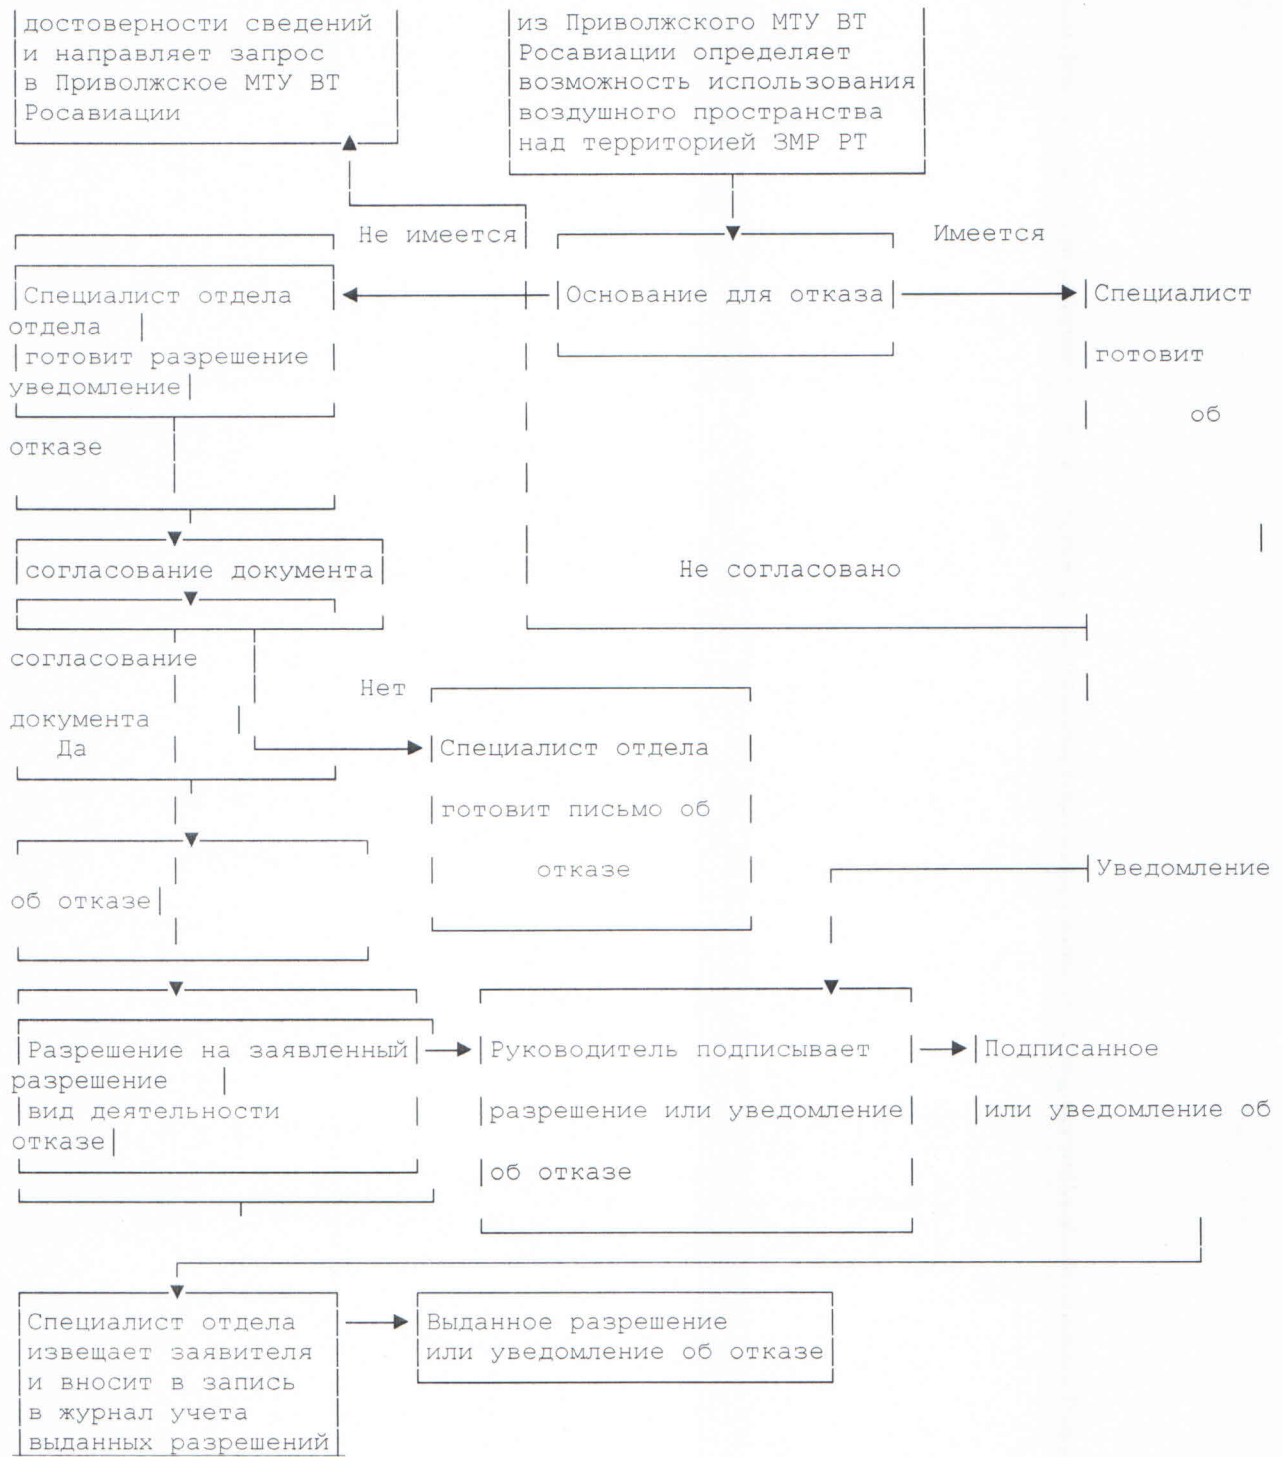 достоверности сведений
и направляет запрос
в Приволжское МТУ ВТ
Росавиации
из Приволжского МТУ ВТ
Росавиации определяет
возможность использования
воздушного пространства
над территорией ЗМР РТ
Не имеется
Имеется
Специалист отдела
Основание для отказа
Специалист
отдела
готовит разрешение
готовит
уведомление
об
отказе
согласование документа
Не согласовано
согласование
Нет
документа
Да
Специалист отдела
готовит письмо об
отказе
Уведомление
об отказе
Разрешение на заявленный
Руководитель подписывает
Подписанное
разрешение
вид деятельности
разрешение или уведомление
или уведомление об
отказе
об отказе
Специалист отдела
извещает заявителя
и вносит в запись
в журнал учета
выданных разрешений
Выданное разрешение
или уведомление об отказе